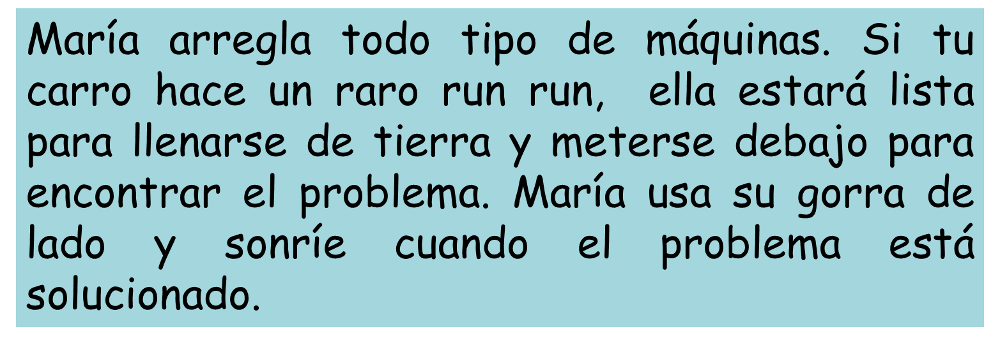 María arregla todo tipo de máquinas. Si tu
carro hace un raro run run, ella estará lista
para llenarse de tierra y meterse debajo para
encontrar el problema. María usa su gorra de
lado y sonríe cuando el problema está
solucionado.